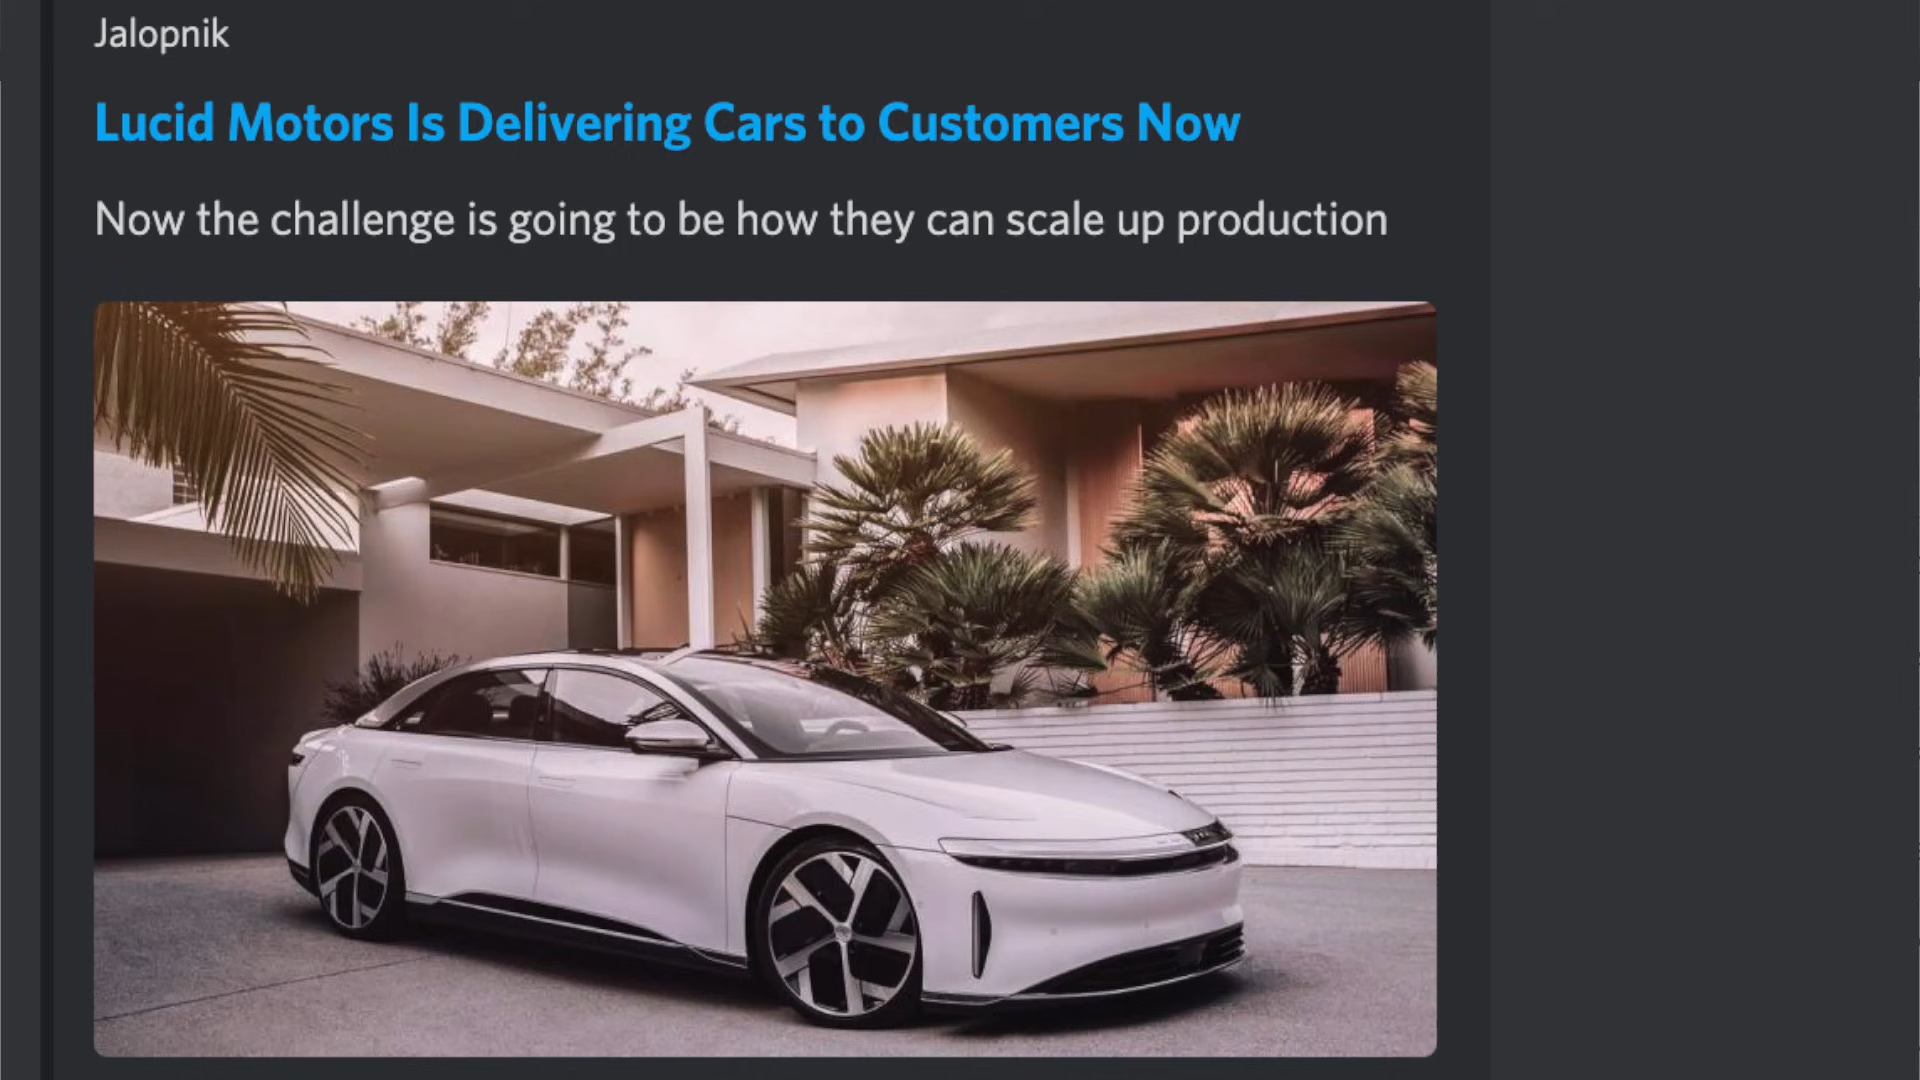 Jalopnik
Lucid Motors Is Delivering Cars to Customers Now
Now the challenge is going to be how they can scale up production